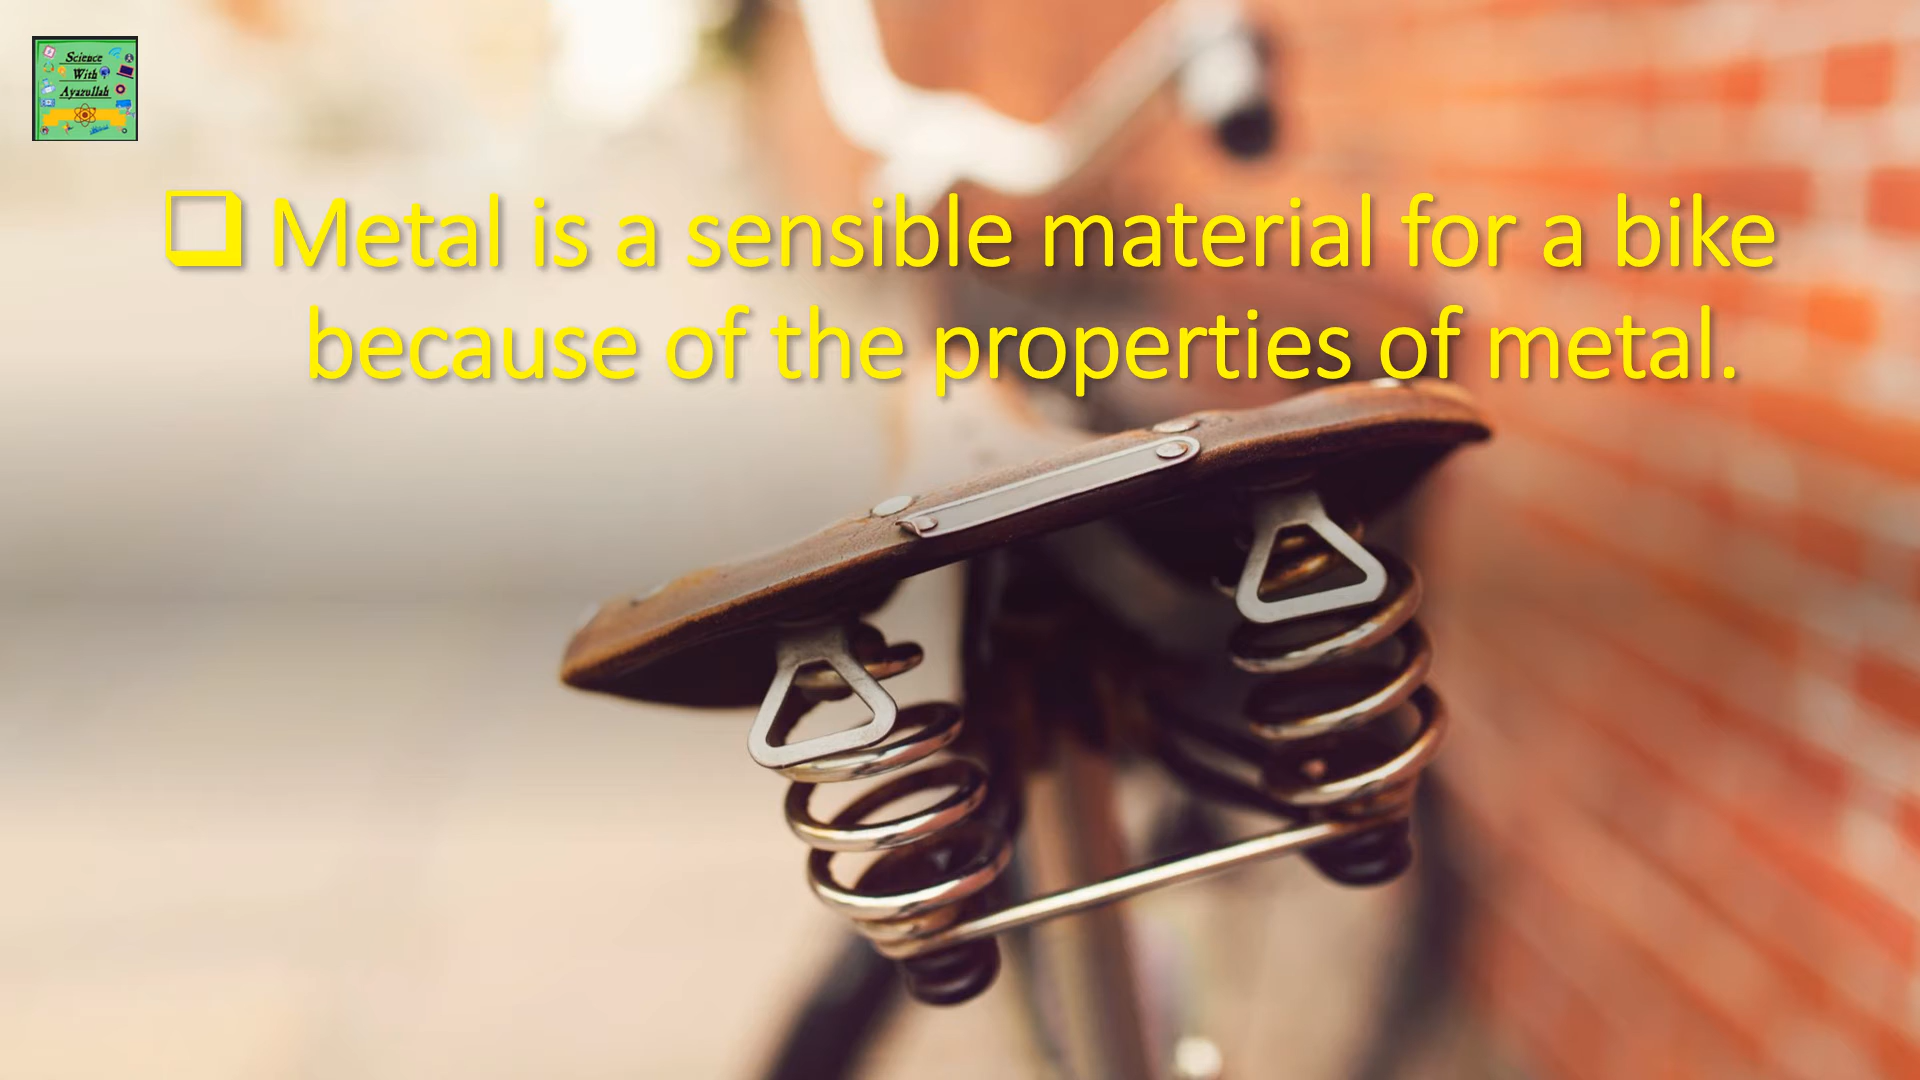 Science
With
Ayazullah
❑ Metal is a sensible material for a bike
because of the properties of metal.